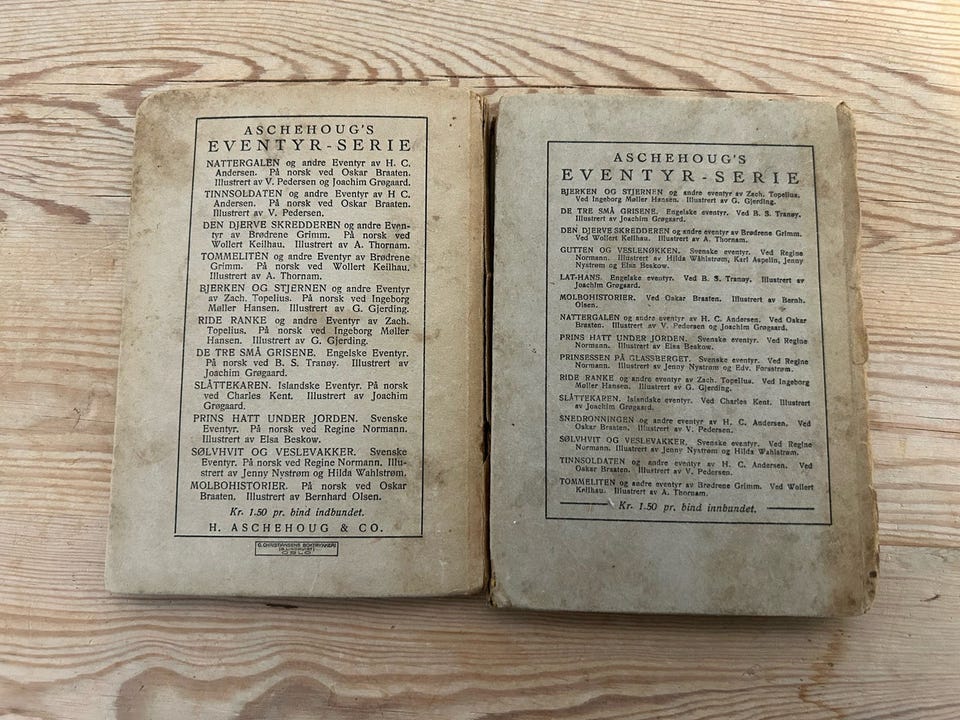 ASCHEHOUG'S
EVENTYR-SERIE
NATTERGALEN og andre Eventyr av H. C.
Andersen. På norsk ved Oskar Braaten.
Illustrert av V. Pedersen og Joachim Grøgaard.
TINNSOLDATEN og andre Eventyr av H C.
Andersen. På norsk ved Oskar Braaten.
Illustrert av V. Pedersen.
DEN DJERVE SKREDDEREN og andre Even-
tyr av Brødrene Grimm. På norsk ved
Wollert Keilhau. Illustrert av A. Thornam.
TOMMELITEN og andre Eventyr av Brødrene
Grimm. På norsk ved Wollert Keilhau.
Illustrert av A. Thornam.
BJERKEN OG STJERNEN og andre Eventyr
av Zach. Topelius. På norsk ved Ingeborg
Møller Hansen. Illustrert av G. Gjerding.
RIDE RANKE og andre Eventyr av Zach.
Topelius. På norsk ved Ingeborg Møller
Hansen. Illustrert av G. Gjerding.
DE TRE SMÅ GRISENE. Engelske Eventyr.
På norsk ved B. S. Tranøy. Illustrert av
Joachim Grøgaard.
SLÅTTEKAREN. Islandske Eventyr. På norsk
ved Charles Kent. Illustrert av Joachim
Grøgaard.
PRINS HATT UNDER JORDEN. Svenske
Eventyr. På norsk ved Regine Normann.
Illustrert av Elsa Beskow.
SØLVHVIT OG VESLEVAKKER. Svenske
Eventyr. På norsk ved Regine Normann. Illu-
strert av Jenny Nystrøm og Hilda Wahlstrøm.
MOLBOHISTORIER. På norsk ved Oskar
Braaten. Illustrert av Bernhard Olsen.
Kr. 1.50 pr. bind indbundet.
H. ASCHEHOUG & CO.
OSLO
ASCHEHOUG'S
EVENTYR-SERIE
BJERKEN OG STJERNEN og andre eventyr av Zach. Topelius.
Ved Ingeborg Møller Hansen. Illustrert av G. Gjerding.
DE TRE SMÅ GRISENE. Engelske eventyr. Ved B. S. Tranøy.
Illustrert av Joachim Grøgaard.
DEN DJERVE SKREDDEREN og andre eventyr av Brødrene Grimm.
Ved Wollert Keilhau. Illustrert av A. Thornam.
GUTTEN OG VESLENØKKEN. Svenske eventyr. Ved Regine
Normann. Illustrert av Hilda Wåhlstrøm, Karl Aspelin, Jenny
Nystrøm og Elsa Beskow.
LAT-HANS. Engelske eventyr. Ved B. S. Tranøy. Illustrert av
Joachim Grøgaard.
MOLBOHISTORIER. Ved Oskar Braaten. Illustrert av Bernh.
Olsen.
NATTERGALEN og andre eventyr av H. C. Andersen. Ved Oskar
Braaten. Illustrert av V. Pedersen og Joachim Grøgaard.
PRINS HATT UNDER JORDEN. Svenske eventyr. Ved Regine
Normann. Illustrert av Elsa Beskow.
PRINSESSEN PÅ GLASSBERGET. Svenske eventyr. Ved Regine
Normann. Illustrert av Jenny Nystrøm og Edv. Forsstrøm.
RIDE RANKE og andre eventyr av Zach. Topelius. Ved Ingeborg
Møller Hansen. Illustrert av G. Gjerding.
SLÅTTEKAREN. Islandske eventyr. Ved Charles Kent. Illustrert
av Joachim Grøgaard.
SNEDRONNINGEN og andre eventyr av H. C. Andersen. Ved
Oskar Braaten. Illustrert av V. Pedersen.
SØLVHVIT OG VESLEVAKKER. Svenske eventyr. Ved Regine
Normann. Illustrert av Jenny Nystrøm og Hilda Wahlstrøm.
TINNSOLDATEN og andre eventyr av H. C. Andersen. Ved
Oskar Braaten. Illustrert av V. Pedersen.
TOMMELITEN og andre eventyr av Brødrene Grimm. Ved Wollert
Keilhau. Illustrert av A. Thornam.
Kr. 1.50 pr. bind innbundet.